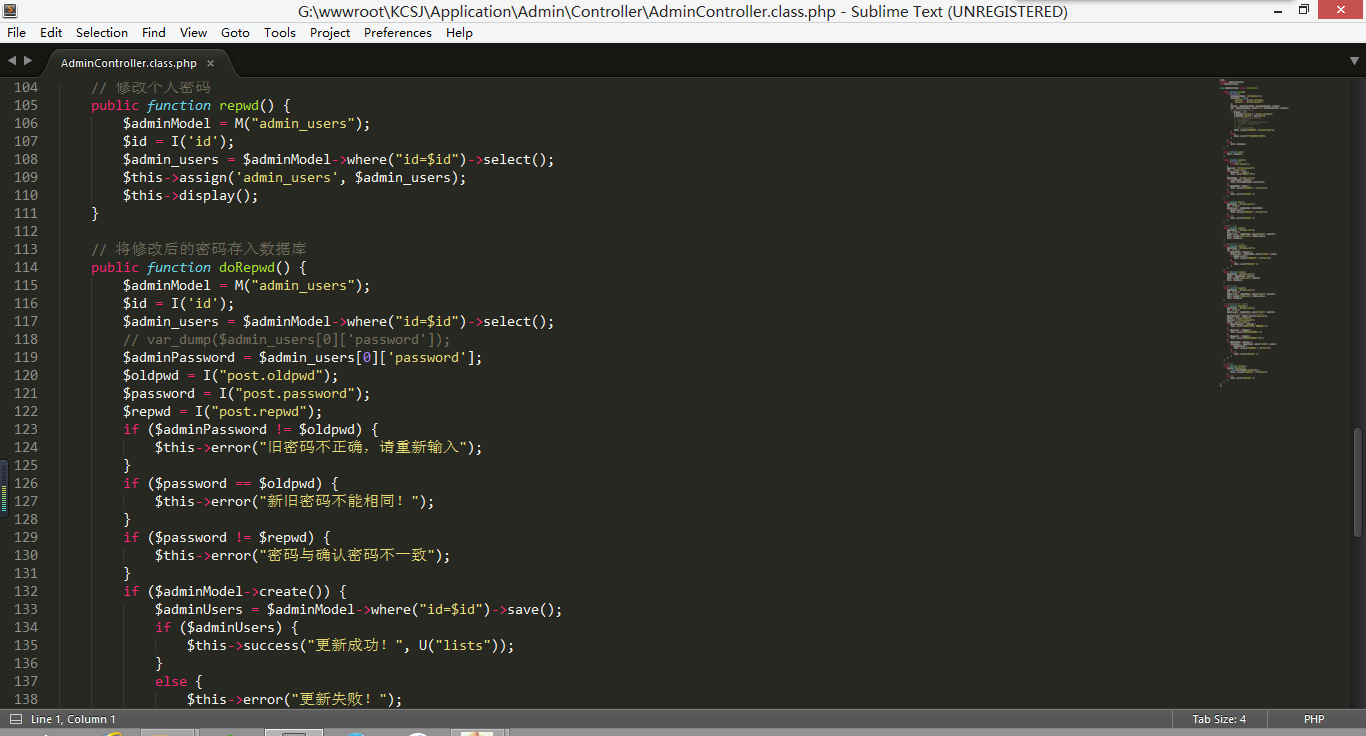 G:\wwwroot\KCSJ\Application\Admin\Controller\AdminController.class.php - Sublime Text (UNREGISTERED)
File Edit Selection Find View Goto Tools Project Preferences Help
AdminController.class.php ×
104 // 修改个人密码
105 public function repwd() {
106 $adminModel = M("admin_users");
107 $id = I('id');
108 $admin_users = $adminModel->where("id=$id")->select();
109 $this->assign('admin_users', $admin_users);
110 $this->display();
111 }
112
113 // 将修改后的密码存入数据库
114 public function doRepwd() {
115 $adminModel = M("admin_users");
116 $id = I('id');
117 $admin_users = $adminModel->where("id=$id")->select();
118 // var_dump($admin_users[0]['password']);
119 $adminPassword = $admin_users[0]['password'];
120 $oldpwd = I("post.oldpwd");
121 $password = I("post.password");
122 $repwd = I("post.repwd");
123 if ($adminPassword != $oldpwd) {
124 $this->error("旧密码不正确，请重新输入");
125 }
126 if ($password == $oldpwd) {
127 $this->error("新旧密码不能相同！");
128 }
129 if ($password != $repwd) {
130 $this->error("密码与确认密码不一致");
131 }
132 if ($adminModel->create()) {
133 $adminUsers = $adminModel->where("id=$id")->save();
134 if ($adminUsers) {
135 $this->success("更新成功！", U("lists"));
136 }
137 else {
138 $this->error("更新失败！");
Line 1, Column 1 Tab Size: 4 PHP